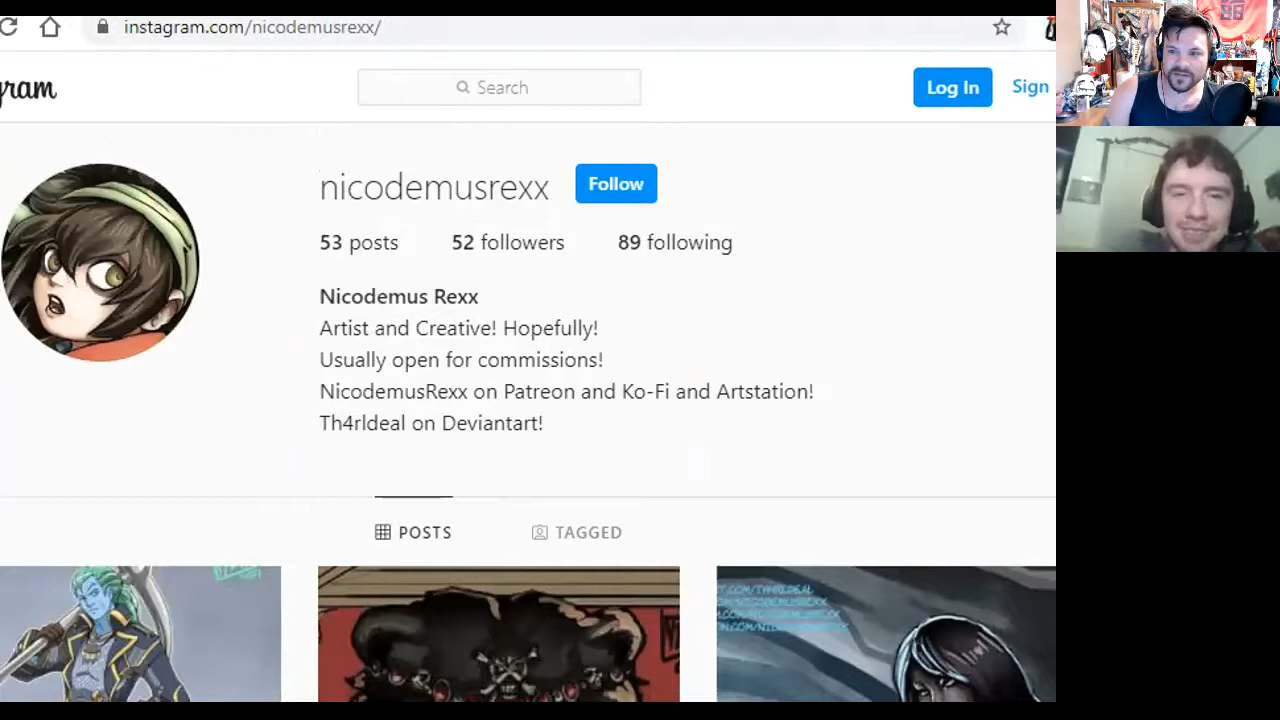 instagram.com/nicodemusrexx/
gram
Search
Log In
Sign
nicodemusrexx
Follow
53 posts
52 followers
89 following
Nicodemus Rexx
Artist and Creative! Hopefully!
Usually open for commissions!
NicodemusRexx on Patreon and Ko-Fi and Artstation!
Th4rldeal on Deviantart!
POSTS
TAGGED